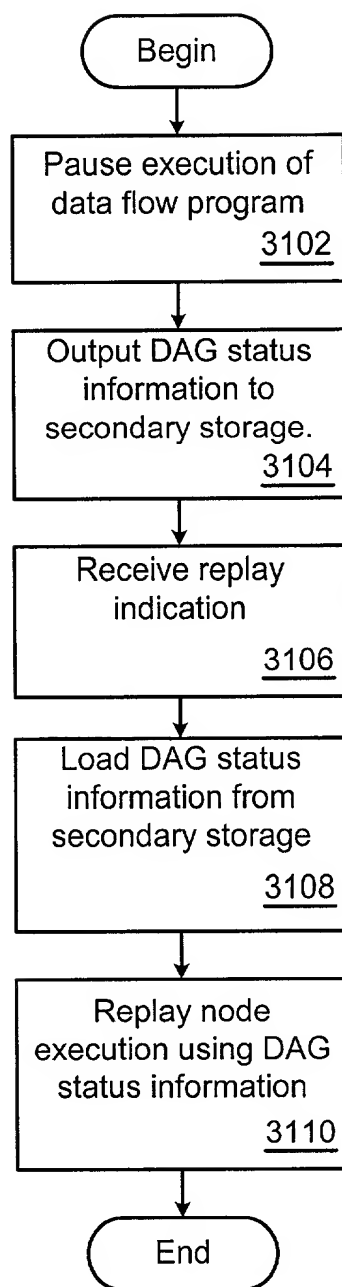 Begin
Pause execution of
data flow program
3102
Output DAG status
information to
secondary storage.
3104
Receive replay
indication
3106
Load DAG status
information from
secondary storage
3108
Replay node
execution using DAG
status information
3110
End